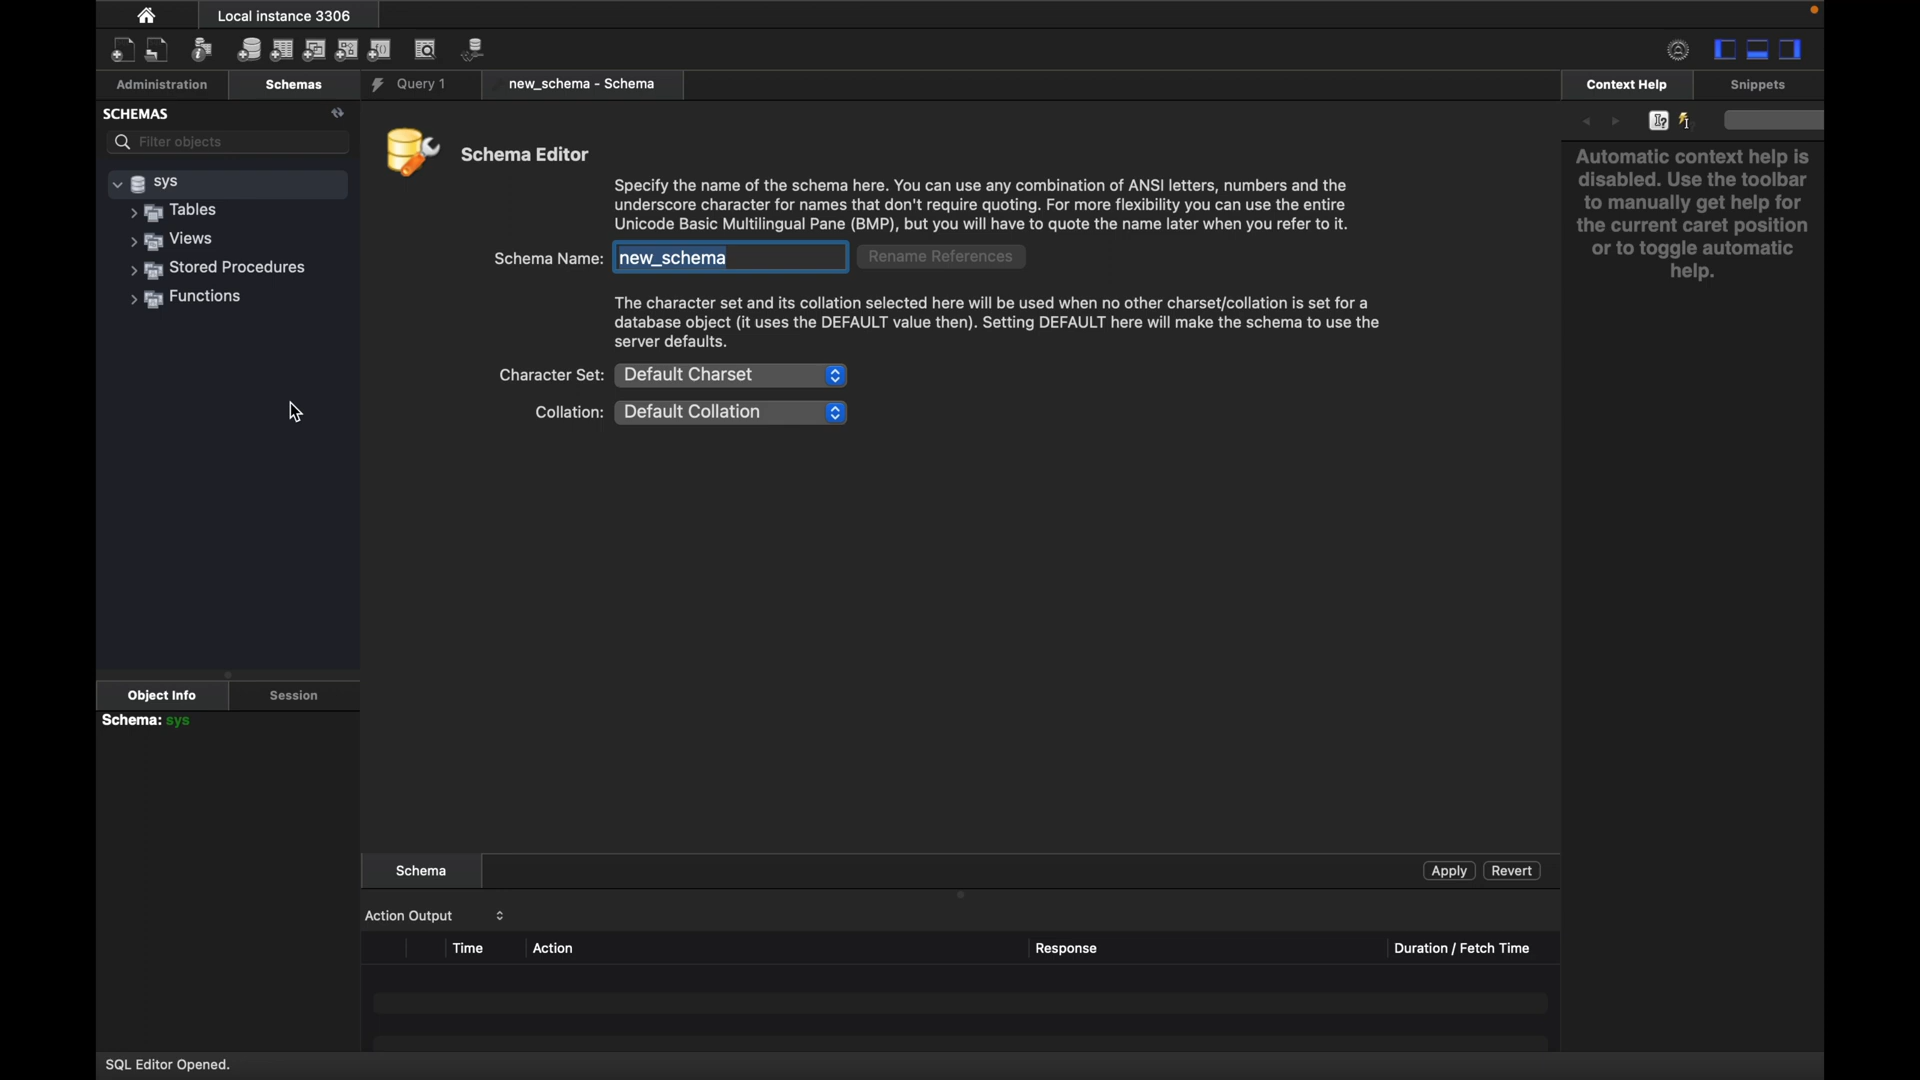 Local instance 3306
Administration
Schemas
Query 1
new_schema - Schema
Context Help
Snippets
SCHEMAS
Filter objects
sys
Tables
Views
Stored Procedures
Functions
Schema Editor
Specify the name of the schema here. You can use any combination of ANSI letters, numbers and the
underscore character for names that don't require quoting. For more flexibility you can use the entire
Unicode Basic Multilingual Pane (BMP), but you will have to quote the name later when you refer to it.
Schema Name: new_schema Rename References
The character set and its collation selected here will be used when no other charset/collation is set for a
database object (it uses the DEFAULT value then). Setting DEFAULT here will make the schema to use the
server defaults.
Character Set: Default Charset
Collation: Default Collation
Automatic context help is
disabled. Use the toolbar
to manually get help for
the current caret position
or to toggle automatic
help.
Object Info
Session
Schema: sys
Schema
Apply
Revert
Action Output
Time
Action
Response
Duration / Fetch Time
SQL Editor Opened.